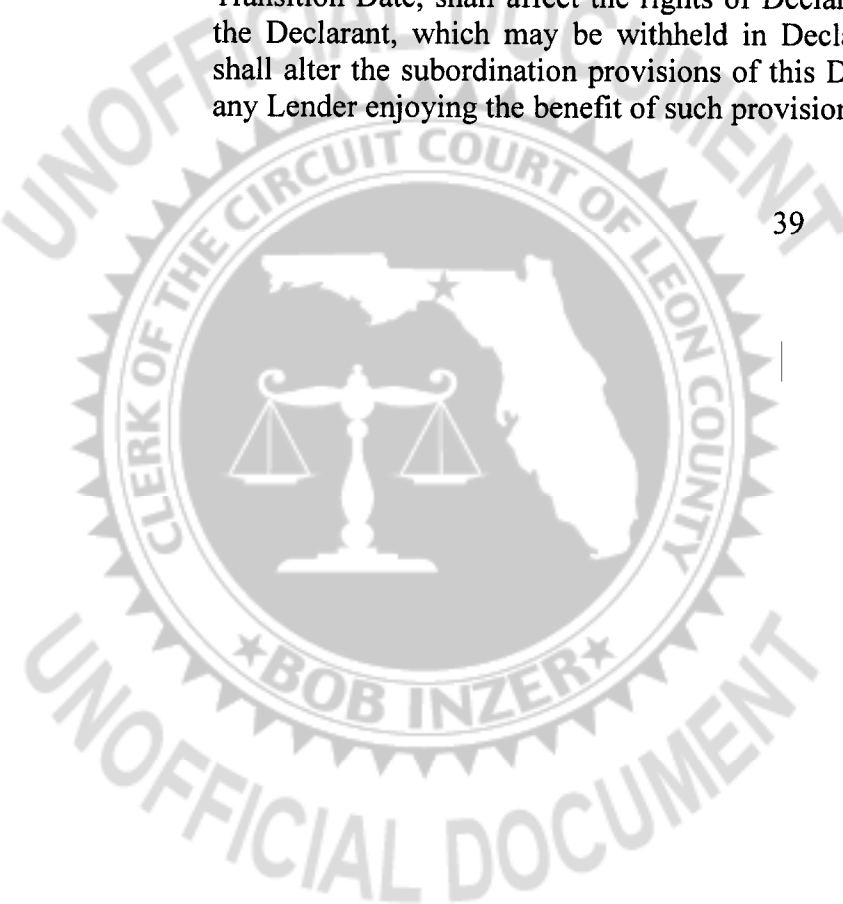 Transition Date, shall affect the rights of Declar
the Declarant, which may be withheld in Decla
shall alter the subordination provisions of this D
any Lender enjoying the benefit of such provision
39
UNOFFICIAL DOCUMENT
CLERK OF THE CIRCUIT COURT OF LEON COUNTY
★BOB INZER★
UNOFFICIAL DOCUMENT